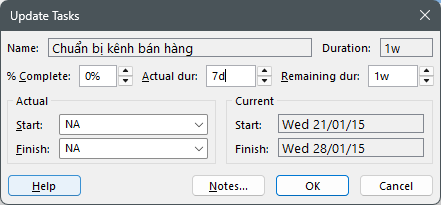 Update Tasks
Name: Chuẩn bị kênh bán hàng Duration: 1w
% Complete: 0% Actual dur: 7d Remaining dur: 1w
Actual Current
Start: NA Start: Wed 21/01/15
Finish: NA Finish: Wed 28/01/15
Help Notes... OK Cancel